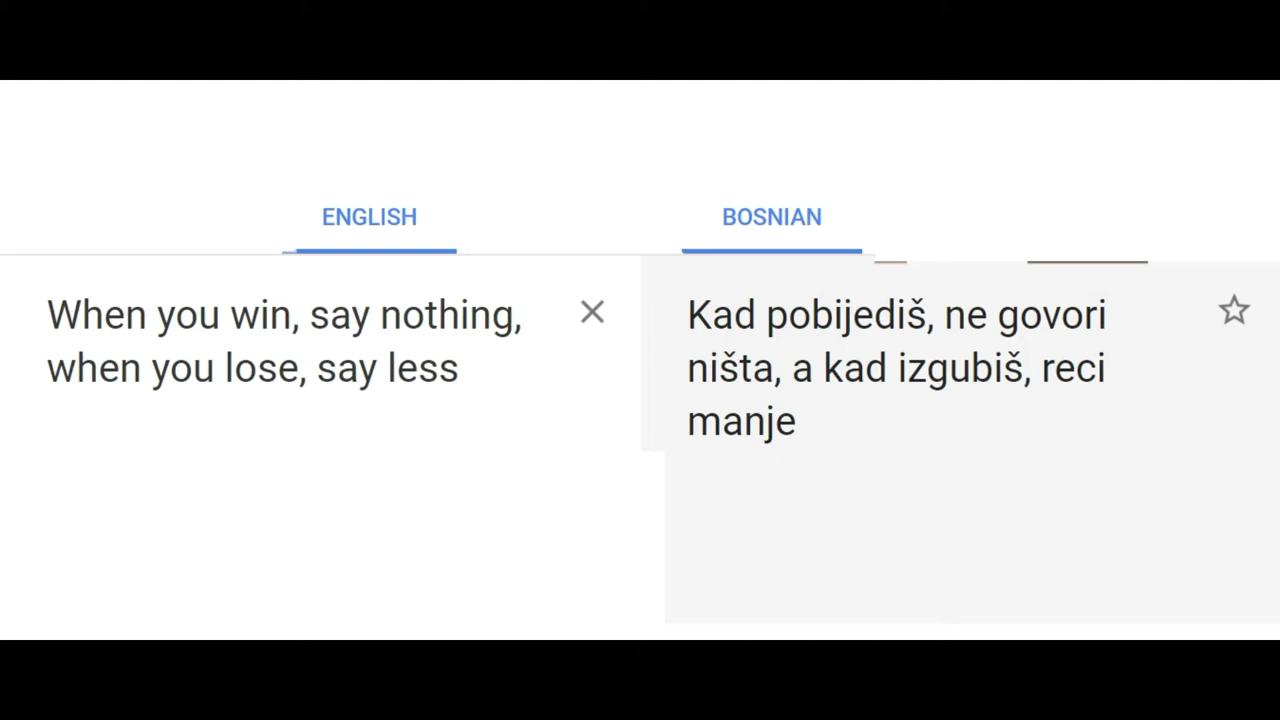 ENGLISH
BOSNIAN
When you win, say nothing,
when you lose, say less
Kad pobijediš, ne govori
ništa, a kad izgubiš, reci
manje